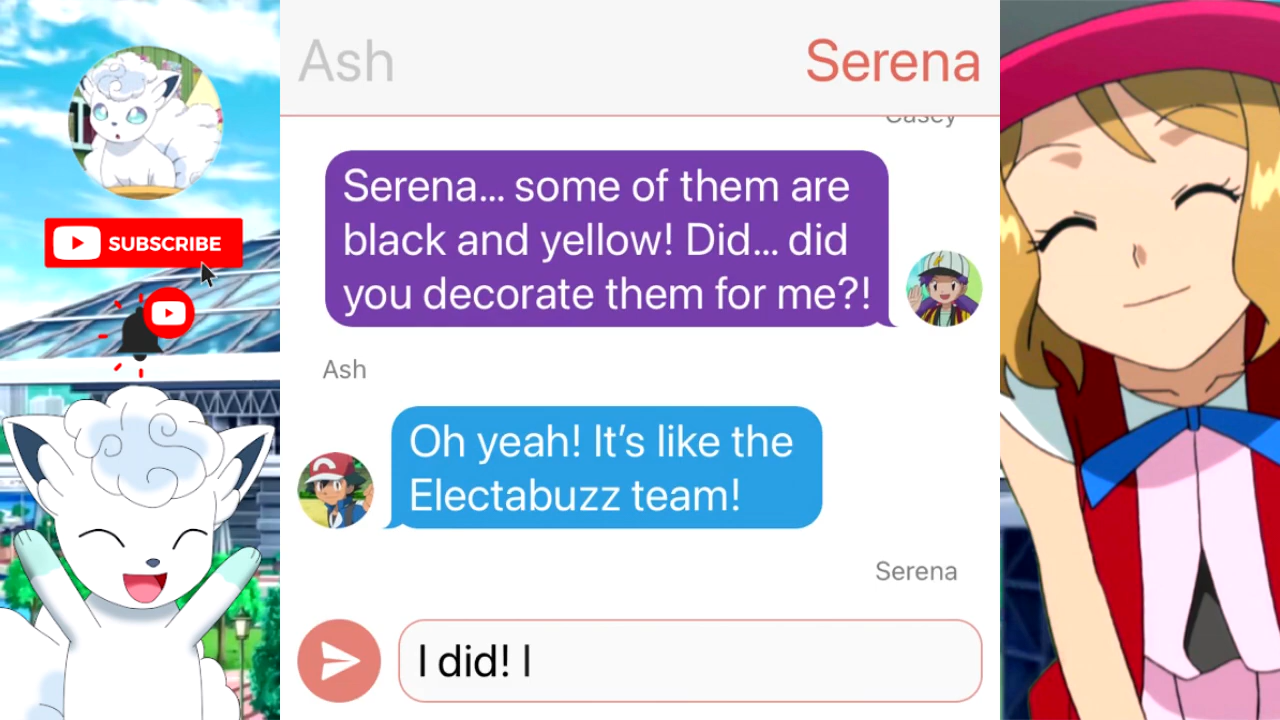 Ash
Serena
Casey
Serena... some of them are
black and yellow! Did... did
you decorate them for me?!
SUBSCRIBE
Ash
Oh yeah! It’s like the
Electabuzz team!
Serena
I did! I